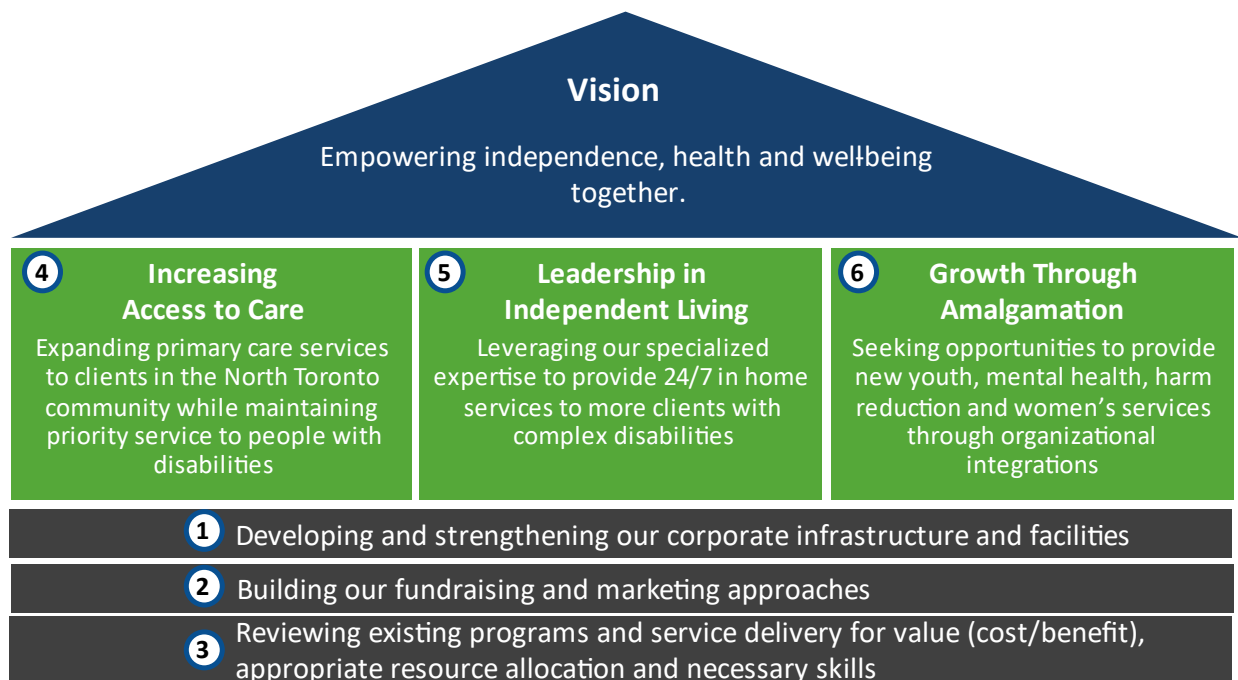 Vision
Empowering independence, health and well-being
together.
4
Increasing
Access to Care
Expanding primary care services
to clients in the North Toronto
community while maintaining
priority service to people with
disabilities
5
Leadership in
Independent Living
Leveraging our specialized
expertise to provide 24/7 in home
services to more clients with
complex disabilities
6
Growth Through
Amalgamation
Seeking opportunities to provide
new youth, mental health, harm
reduction and women’s services
through organizational
integrations
1 Developing and strengthening our corporate infrastructure and facilities
2 Building our fundraising and marketing approaches
3 Reviewing existing programs and service delivery for value (cost/benefit),
appropriate resource allocation and necessary skills